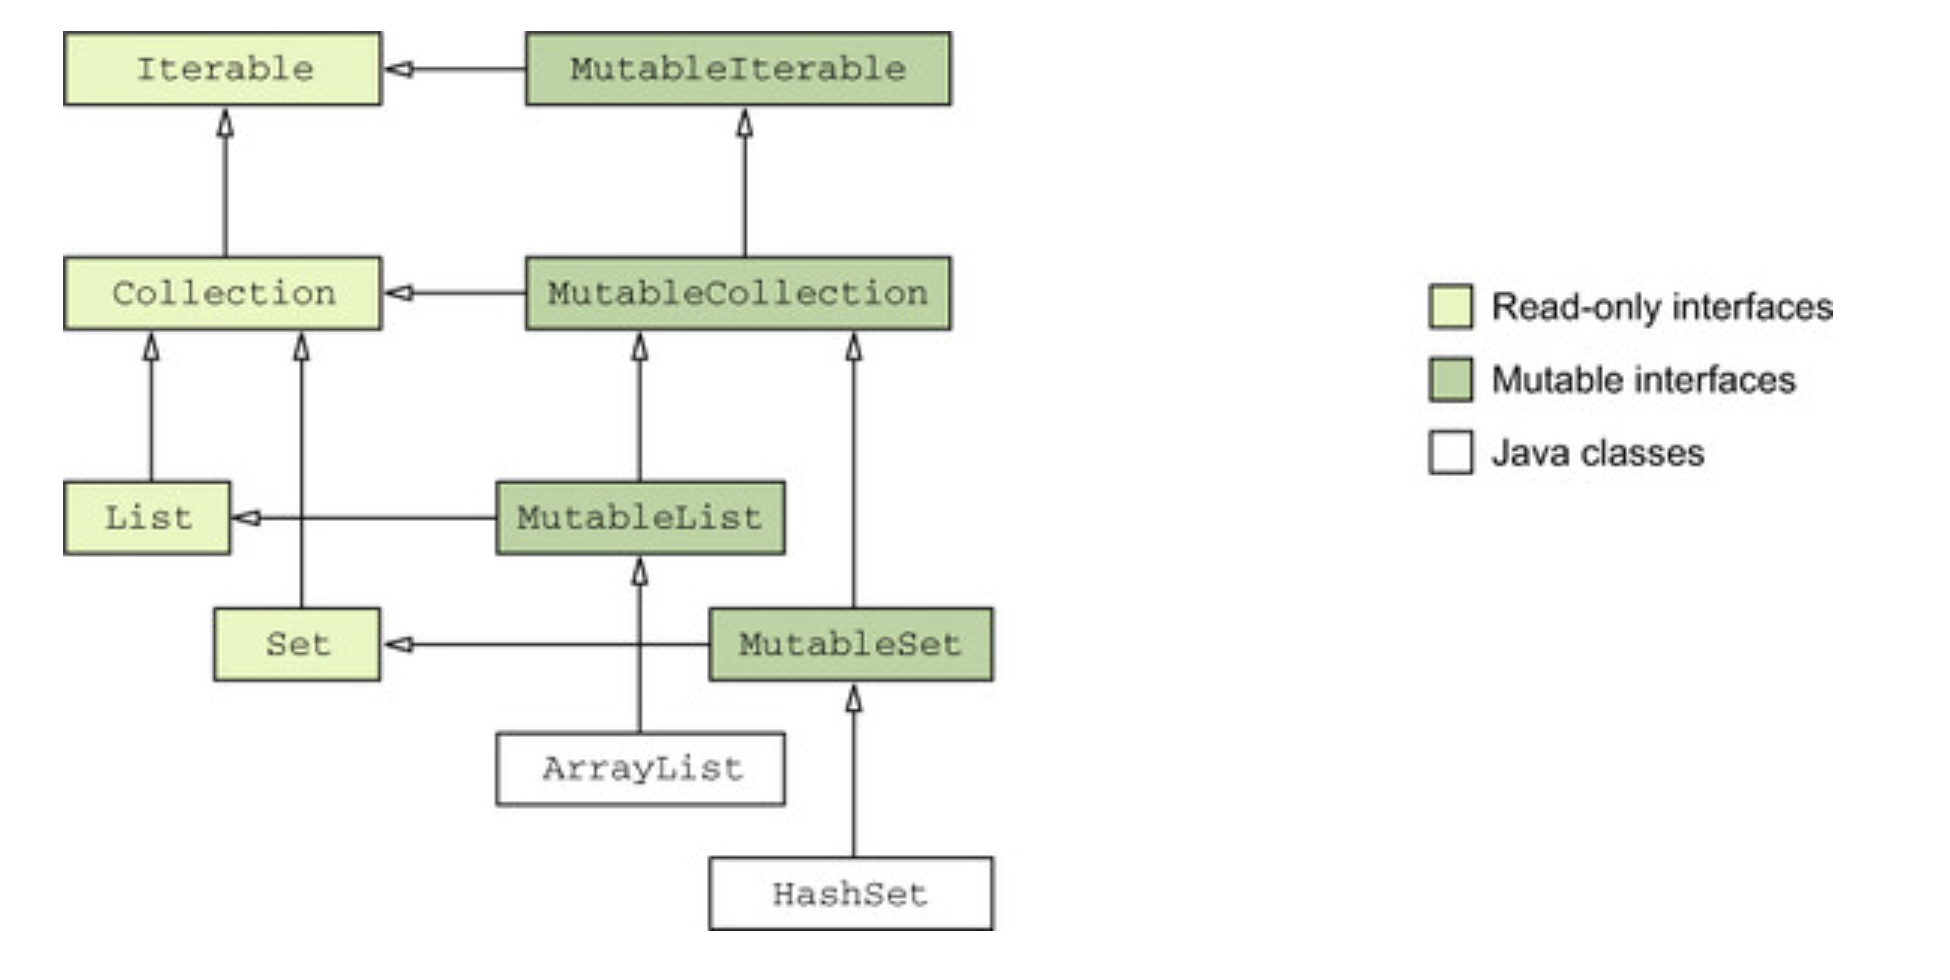 Iterable
MutableIterable
Collection
MutableCollection
List
MutableList
Set
MutableSet
ArrayList
HashSet
Read-only interfaces
Mutable interfaces
Java classes